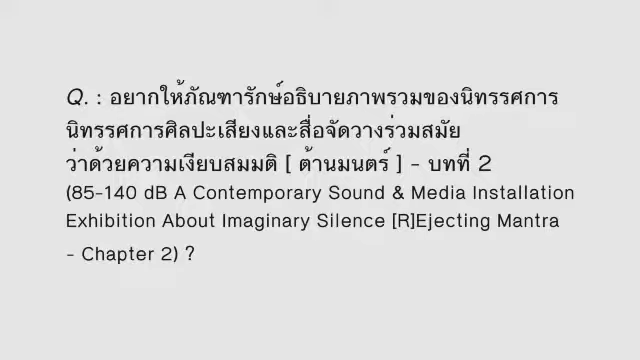 Q. : อยากให้ภัณฑารักษ์อธิบายภาพรวมของนิทรรศการ
นิทรรศการศิลปะเสียงและสื่อจัดวางร่วมสมัย
ว่าด้วยความเงียบสมมติ [ ต้านมนตร์ ] - บทที่ 2
(85-140 dB A Contemporary Sound & Media Installation
Exhibition About Imaginary Silence [R]Ejecting Mantra
- Chapter 2) ?